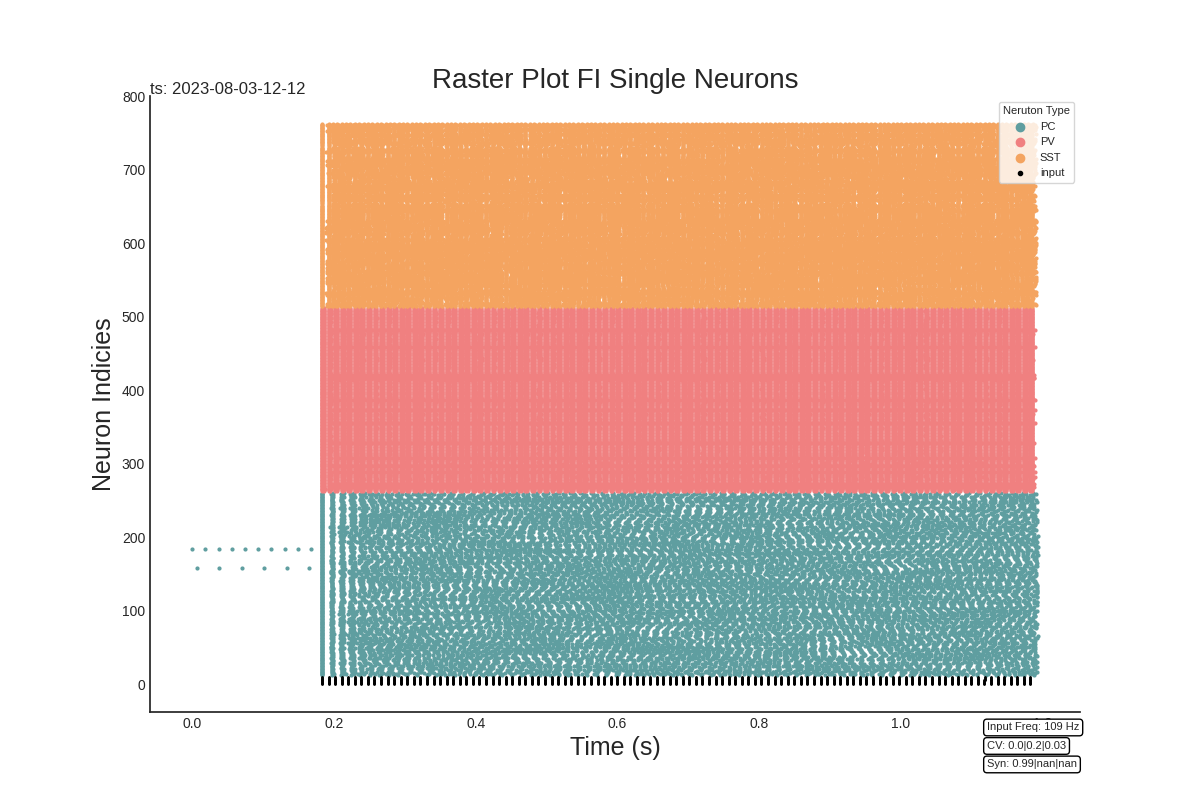 Raster Plot FI Single Neurons
ts: 2023-08-03-12-12
800
700
600
500
400
300
200
100
0
Neuron Indicies
Neruton Type
PC
PV
SST
input
0.0 0.2 0.4 0.6 0.8 1.0
Time (s)
Input Freq: 109 Hz
CV: 0.0|0.2|0.03
Syn: 0.99|nan|nan